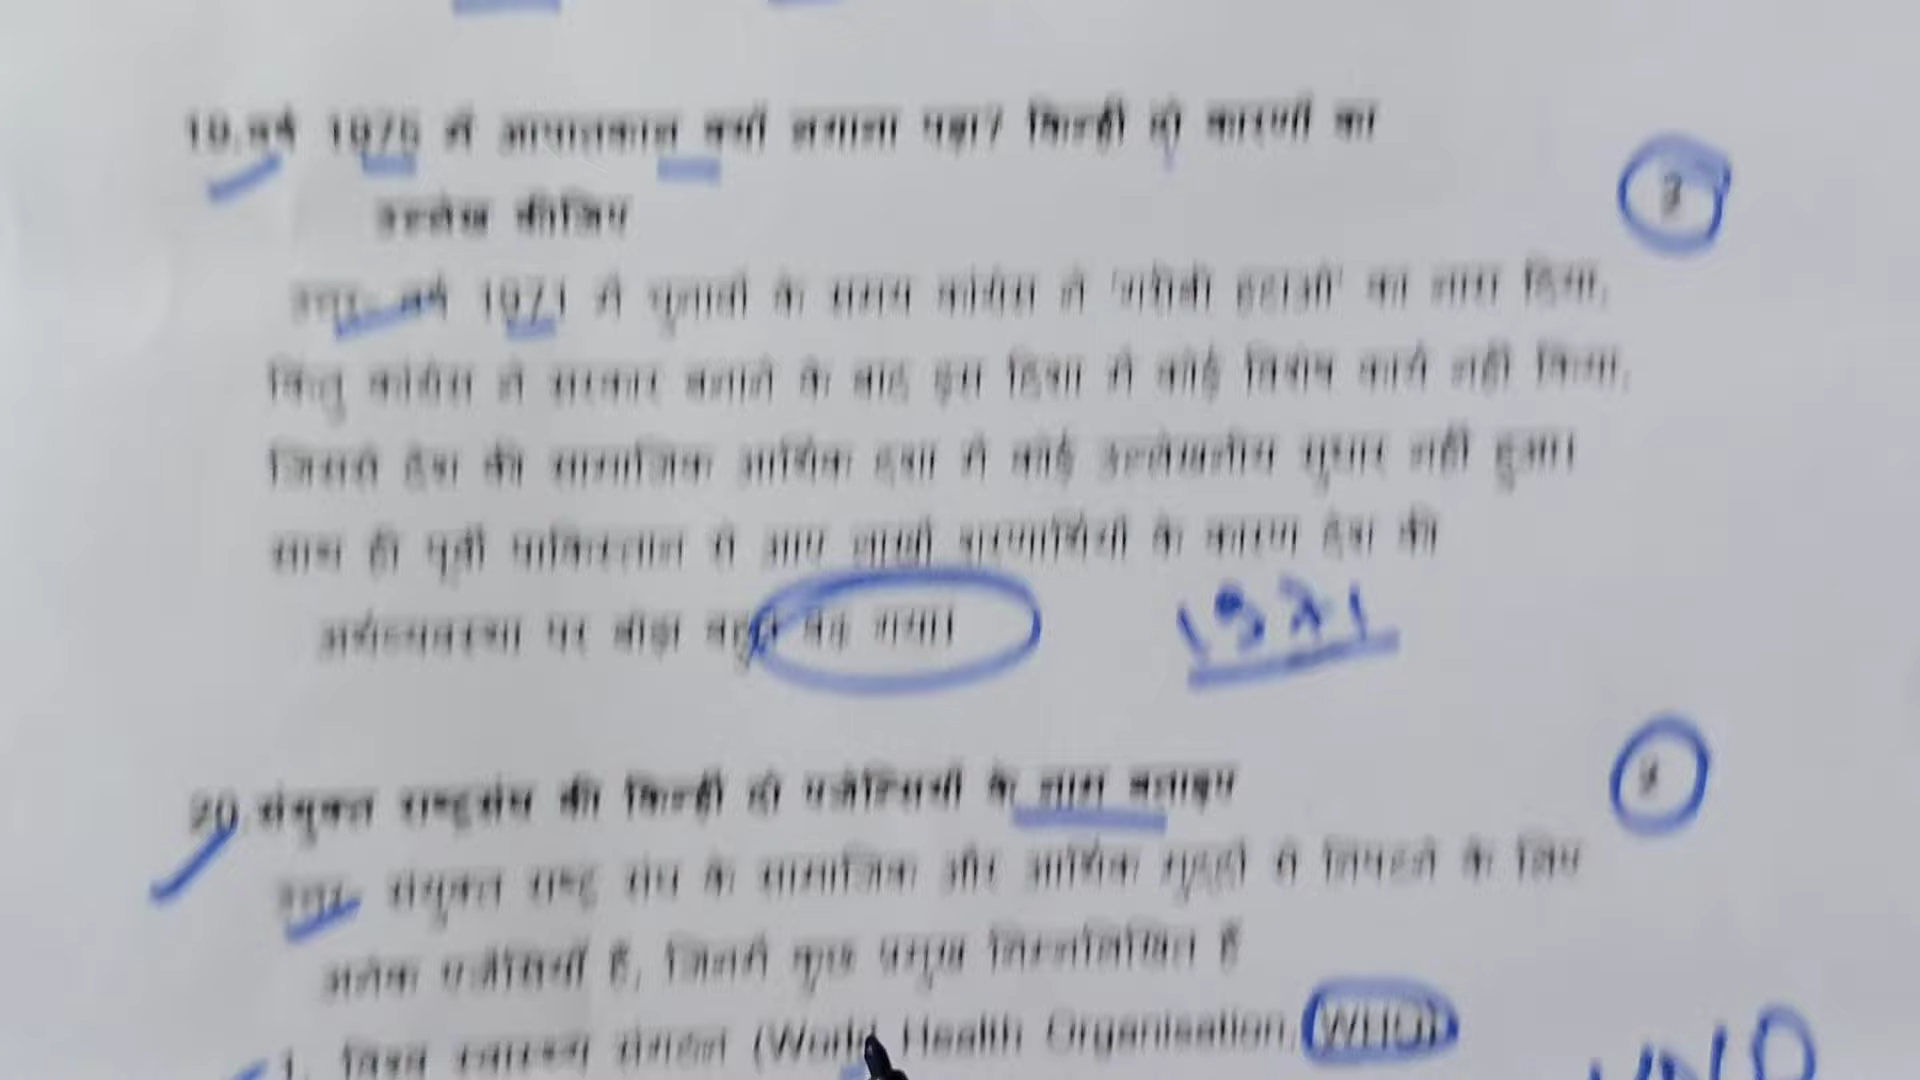 19.वर्ष 1975 में आपातकाल क्यों लगाना पड़ा? किन्हीं दो कारणों का
2
उल्लेख कीजिए
उत्तर- वर्ष 1971 में चुनावों के समय कांग्रेस ने 'गरीबी हटाओ' का नारा दिया,
किंतु कांग्रेस ने सरकार बनाने के बाद इस दिशा में कोई विशेष कार्य नहीं किया,
जिससे देश की सामाजिक आर्थिक दशा में कोई उल्लेखनीय सुधार नहीं हुआ।
साथ ही पूर्वी पाकिस्तान से आए लाखों शरणार्थियों के कारण देश की
अर्थव्यवस्था पर बोझ बहुत बढ़ गया।
1971
20.संयुक्त राष्ट्रसंघ की किन्हीं दो एजेन्सियों के नाम बताइए
2
उत्तर- संयुक्त राष्ट्र संघ के सामाजिक और आर्थिक मुद्दों से निपटने के लिए
अनेक एजेंसियाँ हैं, जिनमें कुछ प्रमुख निम्नलिखित हैं
1. विश्व स्वास्थ्य संगठन (World Health Organisation, WHO)